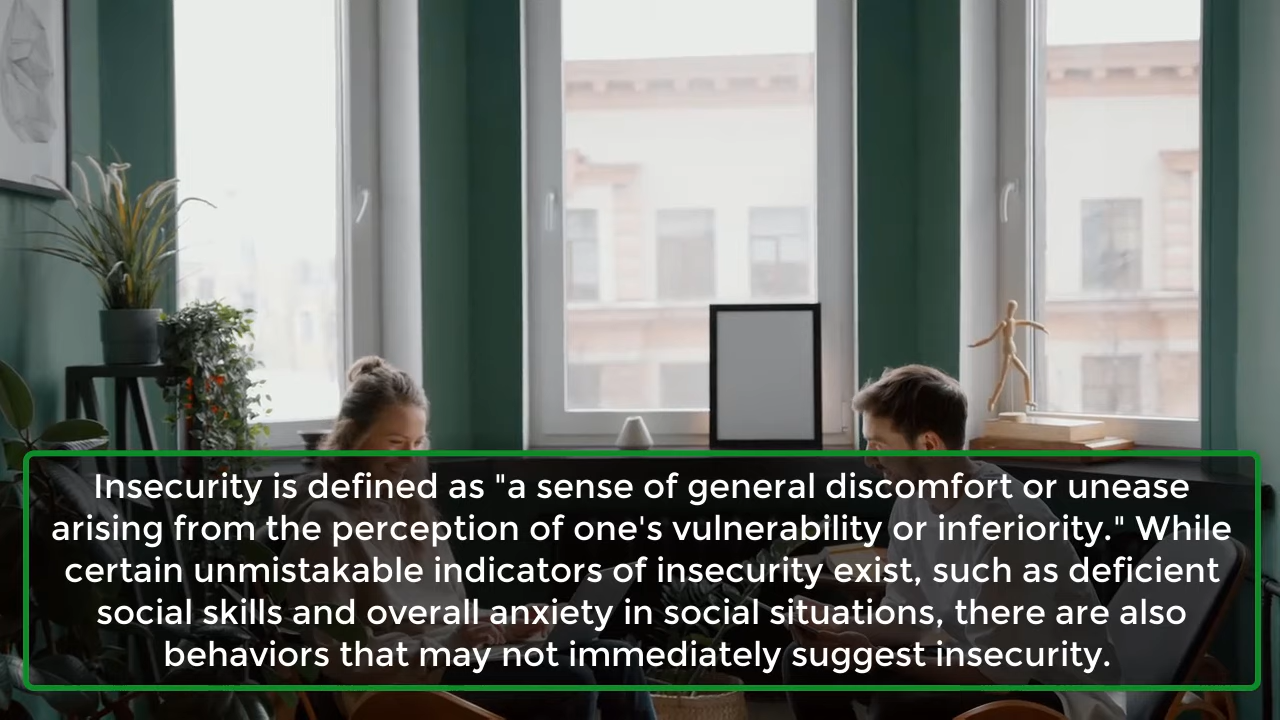 Insecurity is defined as "a sense of general discomfort or unease
arising from the perception of one's vulnerability or inferiority." While
certain unmistakable indicators of insecurity exist, such as deficient
social skills and overall anxiety in social situations, there are also
behaviors that may not immediately suggest insecurity.